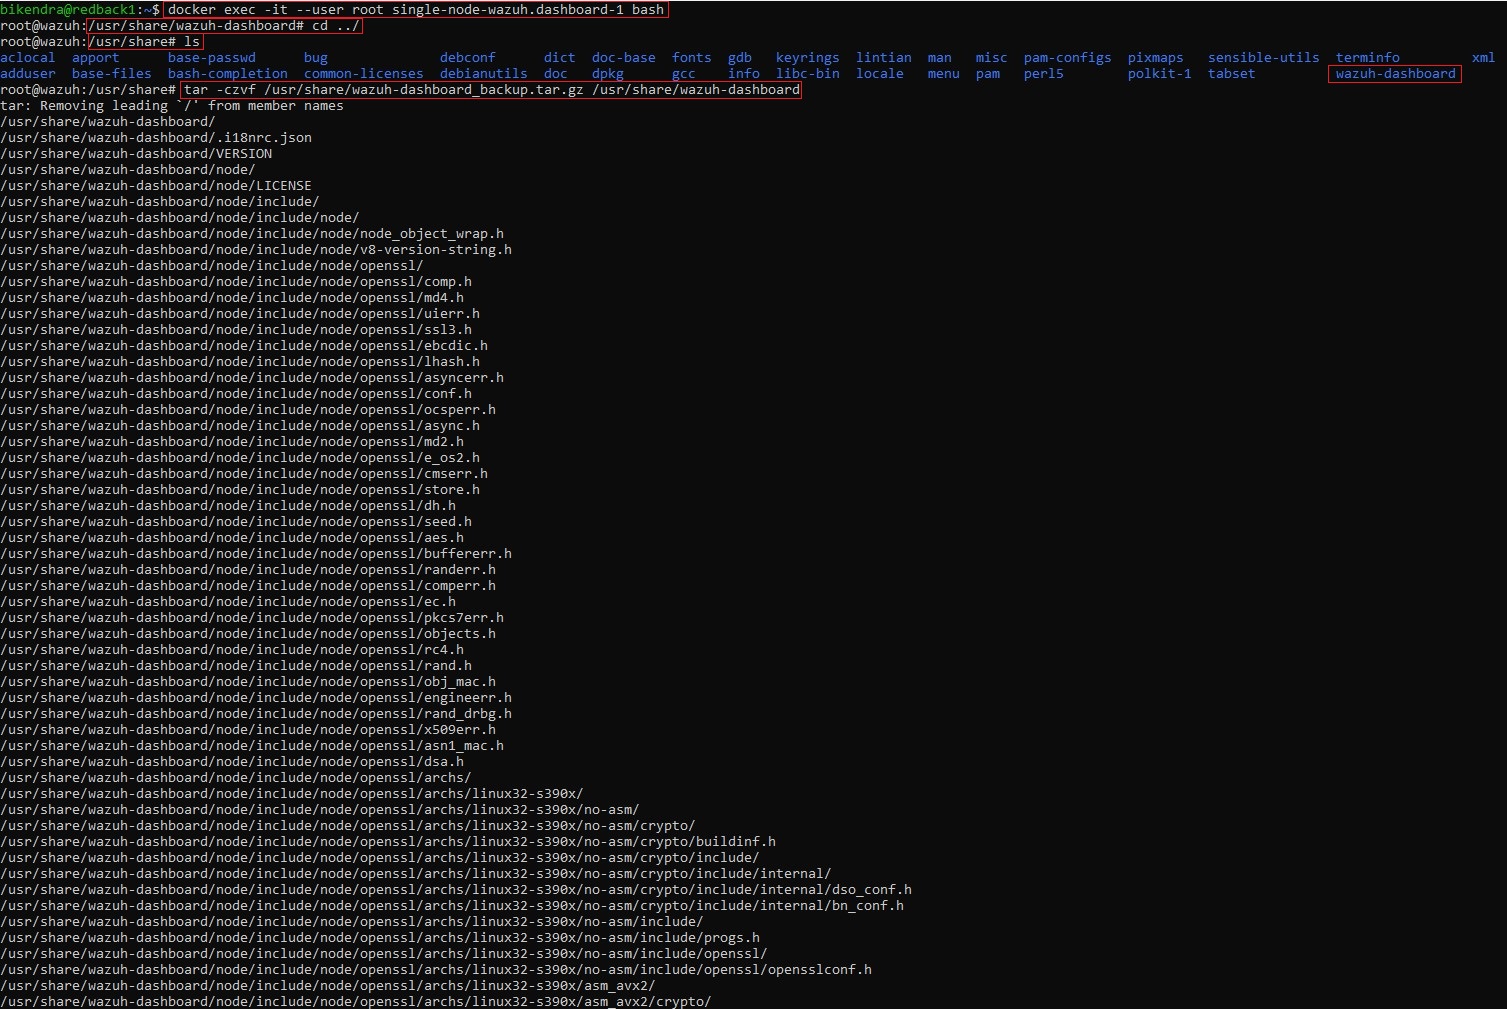 bikendra@redback1:~$ docker exec -it --user root single-node-wazuh.dashboard-1 bash
root@wazuh:/usr/share/wazuh-dashboard# cd ../
root@wazuh:/usr/share# ls
aclocal  apport      base-passwd      bug              debconf      dict  doc-base  fonts  gdb   keyrings  lintian  man   misc  pam-configs  pixmaps   sensible-utils  terminfo         xml
adduser  base-files  bash-completion  common-licenses  debianutils  doc   dpkg      gcc    info  libc-bin  locale   menu  pam   perl5        polkit-1  tabset          wazuh-dashboard
root@wazuh:/usr/share# tar -czvf /usr/share/wazuh-dashboard_backup.tar.gz /usr/share/wazuh-dashboard
tar: Removing leading `/' from member names
/usr/share/wazuh-dashboard/
/usr/share/wazuh-dashboard/.i18nrc.json
/usr/share/wazuh-dashboard/VERSION
/usr/share/wazuh-dashboard/node/
/usr/share/wazuh-dashboard/node/LICENSE
/usr/share/wazuh-dashboard/node/include/
/usr/share/wazuh-dashboard/node/include/node/
/usr/share/wazuh-dashboard/node/include/node/node_object_wrap.h
/usr/share/wazuh-dashboard/node/include/node/v8-version-string.h
/usr/share/wazuh-dashboard/node/include/node/openssl/
/usr/share/wazuh-dashboard/node/include/node/openssl/comp.h
/usr/share/wazuh-dashboard/node/include/node/openssl/md4.h
/usr/share/wazuh-dashboard/node/include/node/openssl/uierr.h
/usr/share/wazuh-dashboard/node/include/node/openssl/ssl3.h
/usr/share/wazuh-dashboard/node/include/node/openssl/ebcdic.h
/usr/share/wazuh-dashboard/node/include/node/openssl/lhash.h
/usr/share/wazuh-dashboard/node/include/node/openssl/asyncerr.h
/usr/share/wazuh-dashboard/node/include/node/openssl/conf.h
/usr/share/wazuh-dashboard/node/include/node/openssl/ocsperr.h
/usr/share/wazuh-dashboard/node/include/node/openssl/async.h
/usr/share/wazuh-dashboard/node/include/node/openssl/md2.h
/usr/share/wazuh-dashboard/node/include/node/openssl/e_os2.h
/usr/share/wazuh-dashboard/node/include/node/openssl/cmserr.h
/usr/share/wazuh-dashboard/node/include/node/openssl/store.h
/usr/share/wazuh-dashboard/node/include/node/openssl/dh.h
/usr/share/wazuh-dashboard/node/include/node/openssl/seed.h
/usr/share/wazuh-dashboard/node/include/node/openssl/aes.h
/usr/share/wazuh-dashboard/node/include/node/openssl/buffererr.h
/usr/share/wazuh-dashboard/node/include/node/openssl/randerr.h
/usr/share/wazuh-dashboard/node/include/node/openssl/comperr.h
/usr/share/wazuh-dashboard/node/include/node/openssl/ec.h
/usr/share/wazuh-dashboard/node/include/node/openssl/pkcs7err.h
/usr/share/wazuh-dashboard/node/include/node/openssl/objects.h
/usr/share/wazuh-dashboard/node/include/node/openssl/rc4.h
/usr/share/wazuh-dashboard/node/include/node/openssl/rand.h
/usr/share/wazuh-dashboard/node/include/node/openssl/obj_mac.h
/usr/share/wazuh-dashboard/node/include/node/openssl/engineerr.h
/usr/share/wazuh-dashboard/node/include/node/openssl/rand_drbg.h
/usr/share/wazuh-dashboard/node/include/node/openssl/x509err.h
/usr/share/wazuh-dashboard/node/include/node/openssl/asn1_mac.h
/usr/share/wazuh-dashboard/node/include/node/openssl/dsa.h
/usr/share/wazuh-dashboard/node/include/node/openssl/archs/
/usr/share/wazuh-dashboard/node/include/node/openssl/archs/linux32-s390x/
/usr/share/wazuh-dashboard/node/include/node/openssl/archs/linux32-s390x/no-asm/
/usr/share/wazuh-dashboard/node/include/node/openssl/archs/linux32-s390x/no-asm/crypto/
/usr/share/wazuh-dashboard/node/include/node/openssl/archs/linux32-s390x/no-asm/crypto/buildinf.h
/usr/share/wazuh-dashboard/node/include/node/openssl/archs/linux32-s390x/no-asm/crypto/include/
/usr/share/wazuh-dashboard/node/include/node/openssl/archs/linux32-s390x/no-asm/crypto/include/internal/
/usr/share/wazuh-dashboard/node/include/node/openssl/archs/linux32-s390x/no-asm/crypto/include/internal/dso_conf.h
/usr/share/wazuh-dashboard/node/include/node/openssl/archs/linux32-s390x/no-asm/crypto/include/internal/bn_conf.h
/usr/share/wazuh-dashboard/node/include/node/openssl/archs/linux32-s390x/no-asm/include/
/usr/share/wazuh-dashboard/node/include/node/openssl/archs/linux32-s390x/no-asm/include/progs.h
/usr/share/wazuh-dashboard/node/include/node/openssl/archs/linux32-s390x/no-asm/include/openssl/
/usr/share/wazuh-dashboard/node/include/node/openssl/archs/linux32-s390x/no-asm/include/openssl/opensslconf.h
/usr/share/wazuh-dashboard/node/include/node/openssl/archs/linux32-s390x/asm_avx2/
/usr/share/wazuh-dashboard/node/include/node/openssl/archs/linux32-s390x/asm_avx2/crypto/